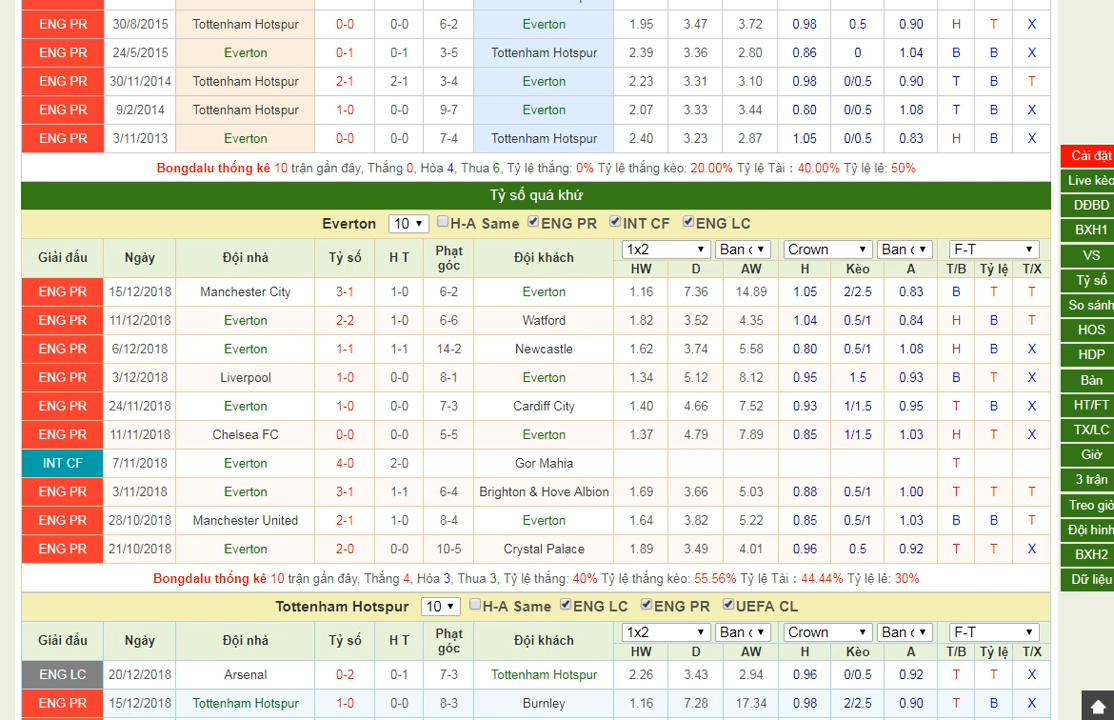 ENG PR 30/8/2015 Tottenham Hotspur 0-0 0-0 6-2 Everton 1.95 3.47 3.72 0.98 0.5 0.90 H T X
ENG PR 24/5/2015 Everton 0-1 0-1 3-5 Tottenham Hotspur 2.39 3.36 2.80 0.86 0 1.04 B B X
ENG PR 30/11/2014 Tottenham Hotspur 2-1 2-1 3-4 Everton 2.23 3.31 3.10 0.98 0/0.5 0.90 T B T
ENG PR 9/2/2014 Tottenham Hotspur 1-0 0-0 9-7 Everton 2.07 3.33 3.44 0.80 0/0.5 1.08 T B X
ENG PR 3/11/2013 Everton 0-0 0-0 7-4 Tottenham Hotspur 2.40 3.23 2.87 1.05 0/0.5 0.83 H B X
Bongdalu thống kê 10 trận gần đây, Thắng 0, Hòa 4, Thua 6, Tỷ lệ thắng: 0% Tỷ lệ thắng kèo: 20.00% Tỷ lệ Tài : 40.00% Tỷ lệ lẻ: 50%
Tỷ số quá khứ
Everton 10 H-A Same ENG PR INT CF ENG LC
Giải đấu Ngày Đội nhà Tỷ số H T Phạt góc Đội khách 1x2 Ban c Crown Ban c F-T
HW D AW H Kèo A T/B Tỷ lệ T/X
ENG PR 15/12/2018 Manchester City 3-1 1-0 6-2 Everton 1.16 7.36 14.89 1.05 2/2.5 0.83 B T T
ENG PR 11/12/2018 Everton 2-2 1-0 6-6 Watford 1.82 3.52 4.35 1.04 0.5/1 0.84 H B T
ENG PR 6/12/2018 Everton 1-1 1-1 14-2 Newcastle 1.62 3.74 5.58 0.80 0.5/1 1.08 H B X
ENG PR 3/12/2018 Liverpool 1-0 0-0 8-1 Everton 1.34 5.12 8.12 0.95 1.5 0.93 B T X
ENG PR 24/11/2018 Everton 1-0 0-0 7-3 Cardiff City 1.40 4.66 7.52 0.93 1/1.5 0.95 T B X
ENG PR 11/11/2018 Chelsea FC 0-0 0-0 5-5 Everton 1.37 4.79 7.89 0.85 1/1.5 1.03 H T X
INT CF 7/11/2018 Everton 4-0 2-0 Gor Mahia T
ENG PR 3/11/2018 Everton 3-1 1-1 6-4 Brighton & Hove Albion 1.69 3.66 5.03 0.88 0.5/1 1.00 T T T
ENG PR 28/10/2018 Manchester United 2-1 1-0 8-4 Everton 1.64 3.82 5.22 0.85 0.5/1 1.03 B B T
ENG PR 21/10/2018 Everton 2-0 0-0 10-5 Crystal Palace 1.89 3.49 4.01 0.96 0.5 0.92 T T X
Bongdalu thống kê 10 trận gần đây, Thắng 4, Hòa 3, Thua 3, Tỷ lệ thắng: 40% Tỷ lệ thắng kèo: 55.56% Tỷ lệ Tài : 44.44% Tỷ lệ lẻ: 30%
Tottenham Hotspur 10 H-A Same ENG LC ENG PR UEFA CL
Giải đấu Ngày Đội nhà Tỷ số H T Phạt góc Đội khách 1x2 Ban c Crown Ban c F-T
HW D AW H Kèo A T/B Tỷ lệ T/X
ENG LC 20/12/2018 Arsenal 0-2 0-1 7-3 Tottenham Hotspur 2.26 3.43 2.94 0.96 0/0.5 0.92 T T X
ENG PR 15/12/2018 Tottenham Hotspur 1-0 0-0 8-3 Burnley 1.22 7.28 17.34 0.98 2/2.5 0.90 T B X
Cài đặt
Live kèo
DĐBD
BXH1
VS
Tỷ số
So sánh
HOS
HDP
Bàn
HT/FT
TX/LC
Giờ
3 trận
Treo giò
Đội hình
BXH2
Dữ liệu